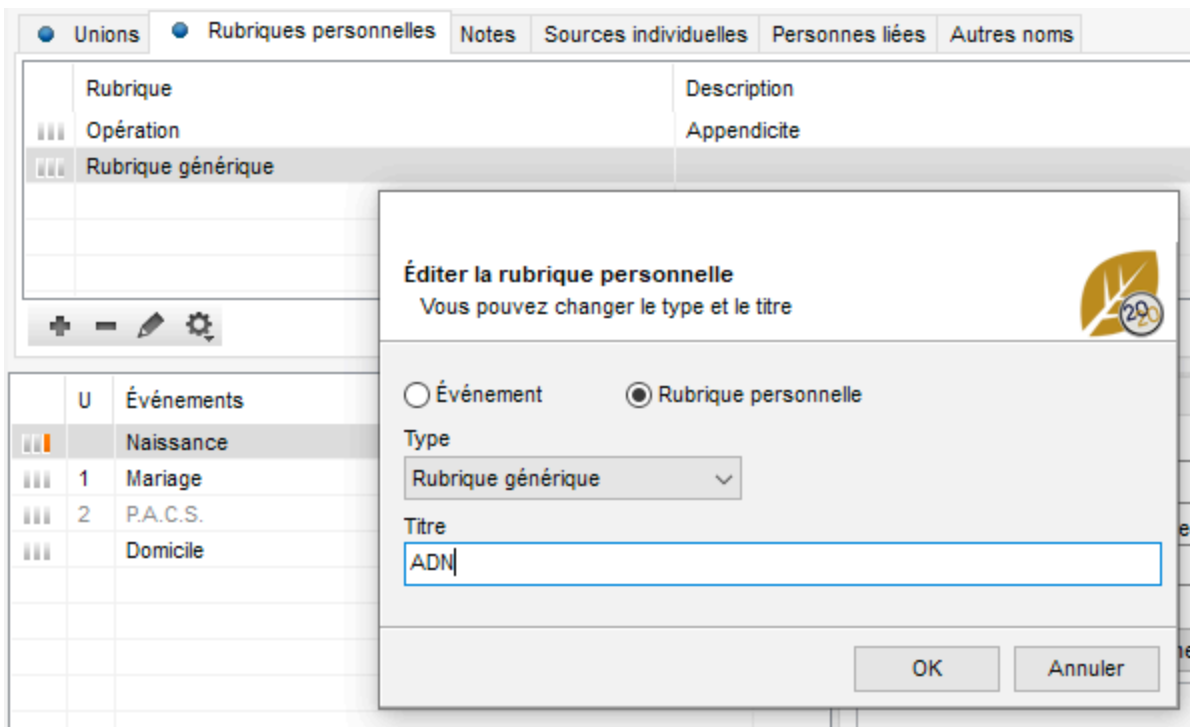 Unions Rubriques personnelles Notes Sources individuelles Personnes liées Autres noms
Rubrique Description
Opération Appendicite
Rubrique générique
Éditer la rubrique personnelle
Vous pouvez changer le type et le titre
2020
U Événements
Événement Rubrique personnelle
Naissance
Type
1 Mariage
Rubrique générique
2 P.A.C.S.
Titre
Domicile
ADN
OK Annuler